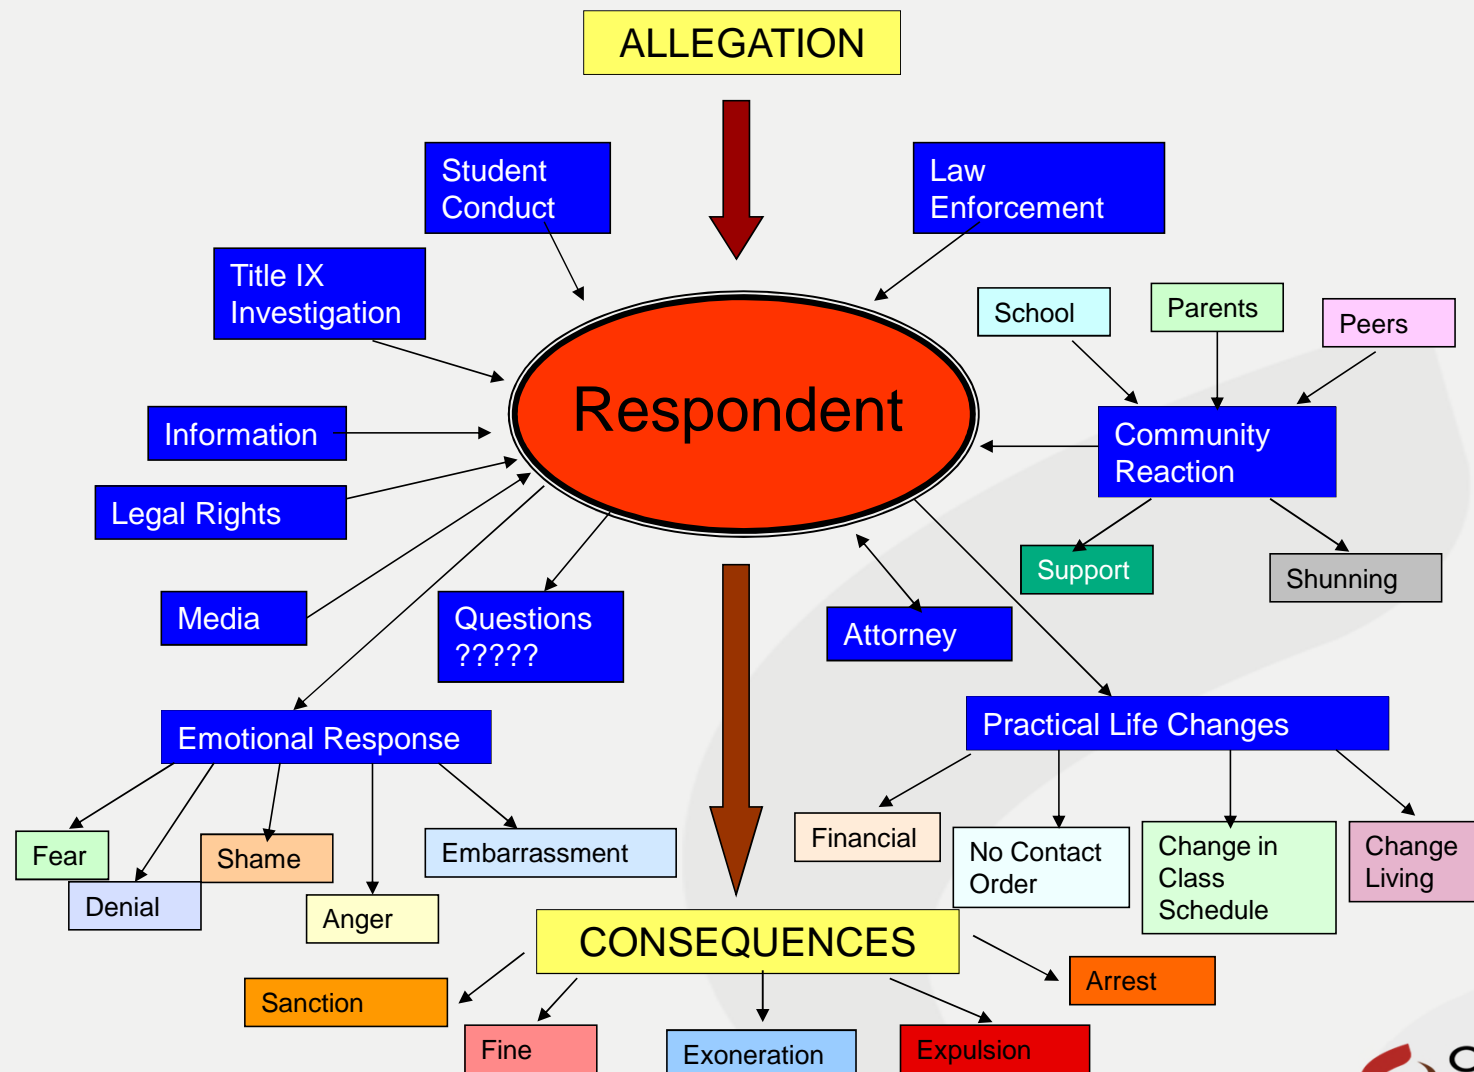 ALLEGATION
Student
Conduct
Law
Enforcement
Title IX
Investigation
School
Parents
Peers
Respondent
Information
Community
Reaction
Legal Rights
Support
Shunning
Media
Questions
?????
Attorney
Emotional Response
Practical Life Changes
Fear
Shame
Embarrassment
Financial
No Contact
Order
Change in
Class
Schedule
Change
Living
Denial
Anger
CONSEQUENCES
Sanction
Arrest
Fine
Exoneration
Expulsion